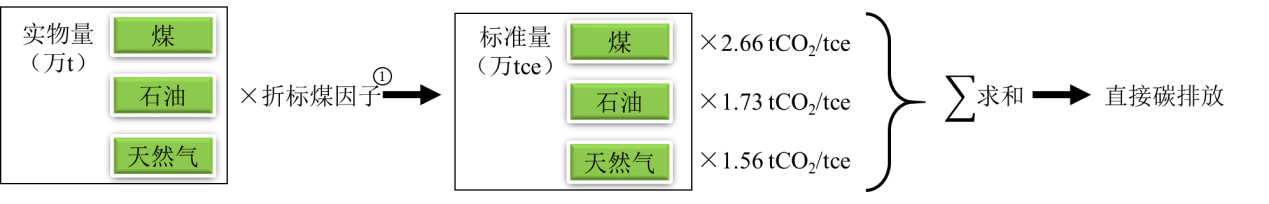 实物量
（万t）
煤
石油
天然气
×折标煤因子①
标准量
（万tce）
煤
石油
天然气
×2.66 tCO₂/tce
×1.73 tCO₂/tce
×1.56 tCO₂/tce
∑求和
直接碳排放